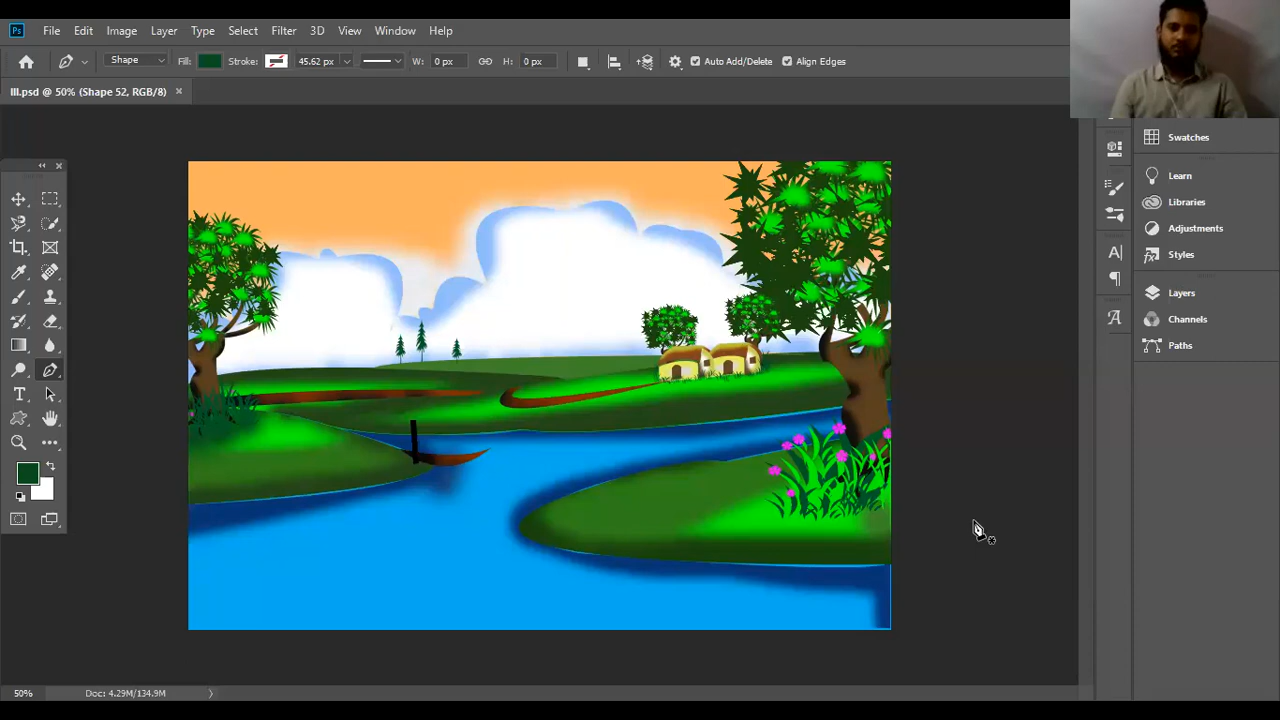 Ps File Edit Image Layer Type Select Filter 3D View Window Help
Shape Fill: Stroke: 45.62 px W: 0 px H: 0 px Auto Add/Delete Align Edges
Ill.psd @ 50% (Shape 52, RGB/8) ×
Swatches
Learn
Libraries
Adjustments
Styles
Layers
Channels
Paths
50% Doc: 4.29M/134.9M